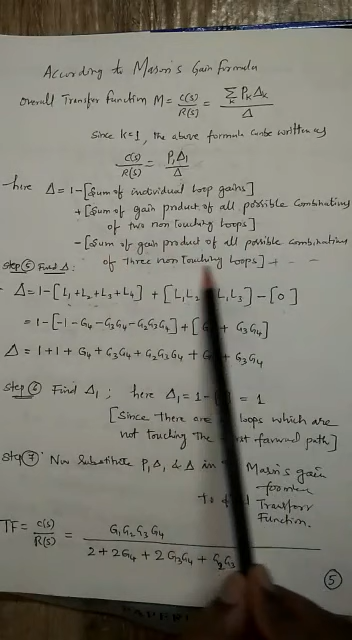 According to Mason's Gain formula
Overall Transfer function M = C(s)/R(s) = Σ_k P_k Δ_k / Δ
Since k=1, the above formula can be written as
C(s)/R(s) = P₁Δ₁ / Δ
here Δ = 1 - [Sum of individual loop gains]
+ [Sum of gain product of all possible combinations
of two non Touching loops]
- [Sum of gain product of all possible combinations
of three non Touching loops] + - -
Step ⑤ Find Δ:
Δ = 1 - [L₁ + L₂ + L₃ + L₄] + [L₁L₂ L₁L₃] - [0]
= 1 - [-1 - G₄ - G₃G₄ - G₂G₃G₄] + [G + G₃G₄]
Δ = 1 + 1 + G₄ + G₃G₄ + G₂G₃G₄ + G + G₃G₄
Step ⑥ Find Δ₁; here Δ₁ = 1 - = 1
[Since there are loops which are
not touching the forward path]
Step ⑦: Now substitute P₁ Δ₁ & Δ in Mason's gain
formula
to Transfer
Function.
TF = C(s)/R(s) = G₁G₂G₃G₄ / 2 + 2G₄ + 2G₃G₄ + G₂G₃
⑤